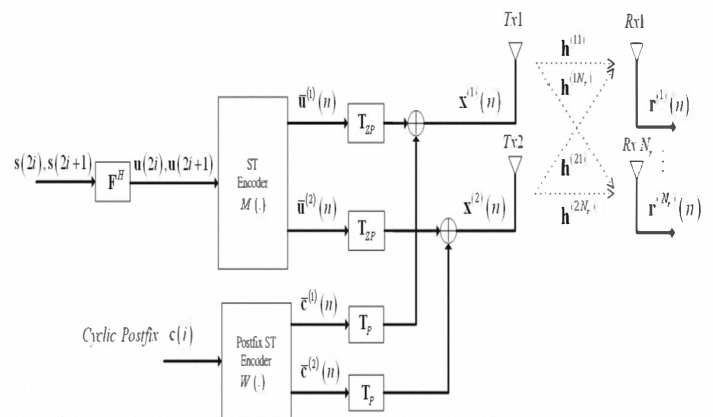 Tx1
Rx1
h^(11)
ū^(1)(n)
T_ZP
x^(1)(n)
h^(1N_r)
r^(1)(n)
s(2i),s(2i+1)
F^H
u(2i),u(2i+1)
ST
Encoder
M(.)
Tx2
Rx N_r
h^(21)
ū^(2)(n)
T_ZP
x^(2)(n)
h^(2N_r)
r^(N_r)(n)
Cyclic Postfix c(i)
Postfix ST
Encoder
W(.)
c̄^(1)(n)
T_P
c̄^(2)(n)
T_P